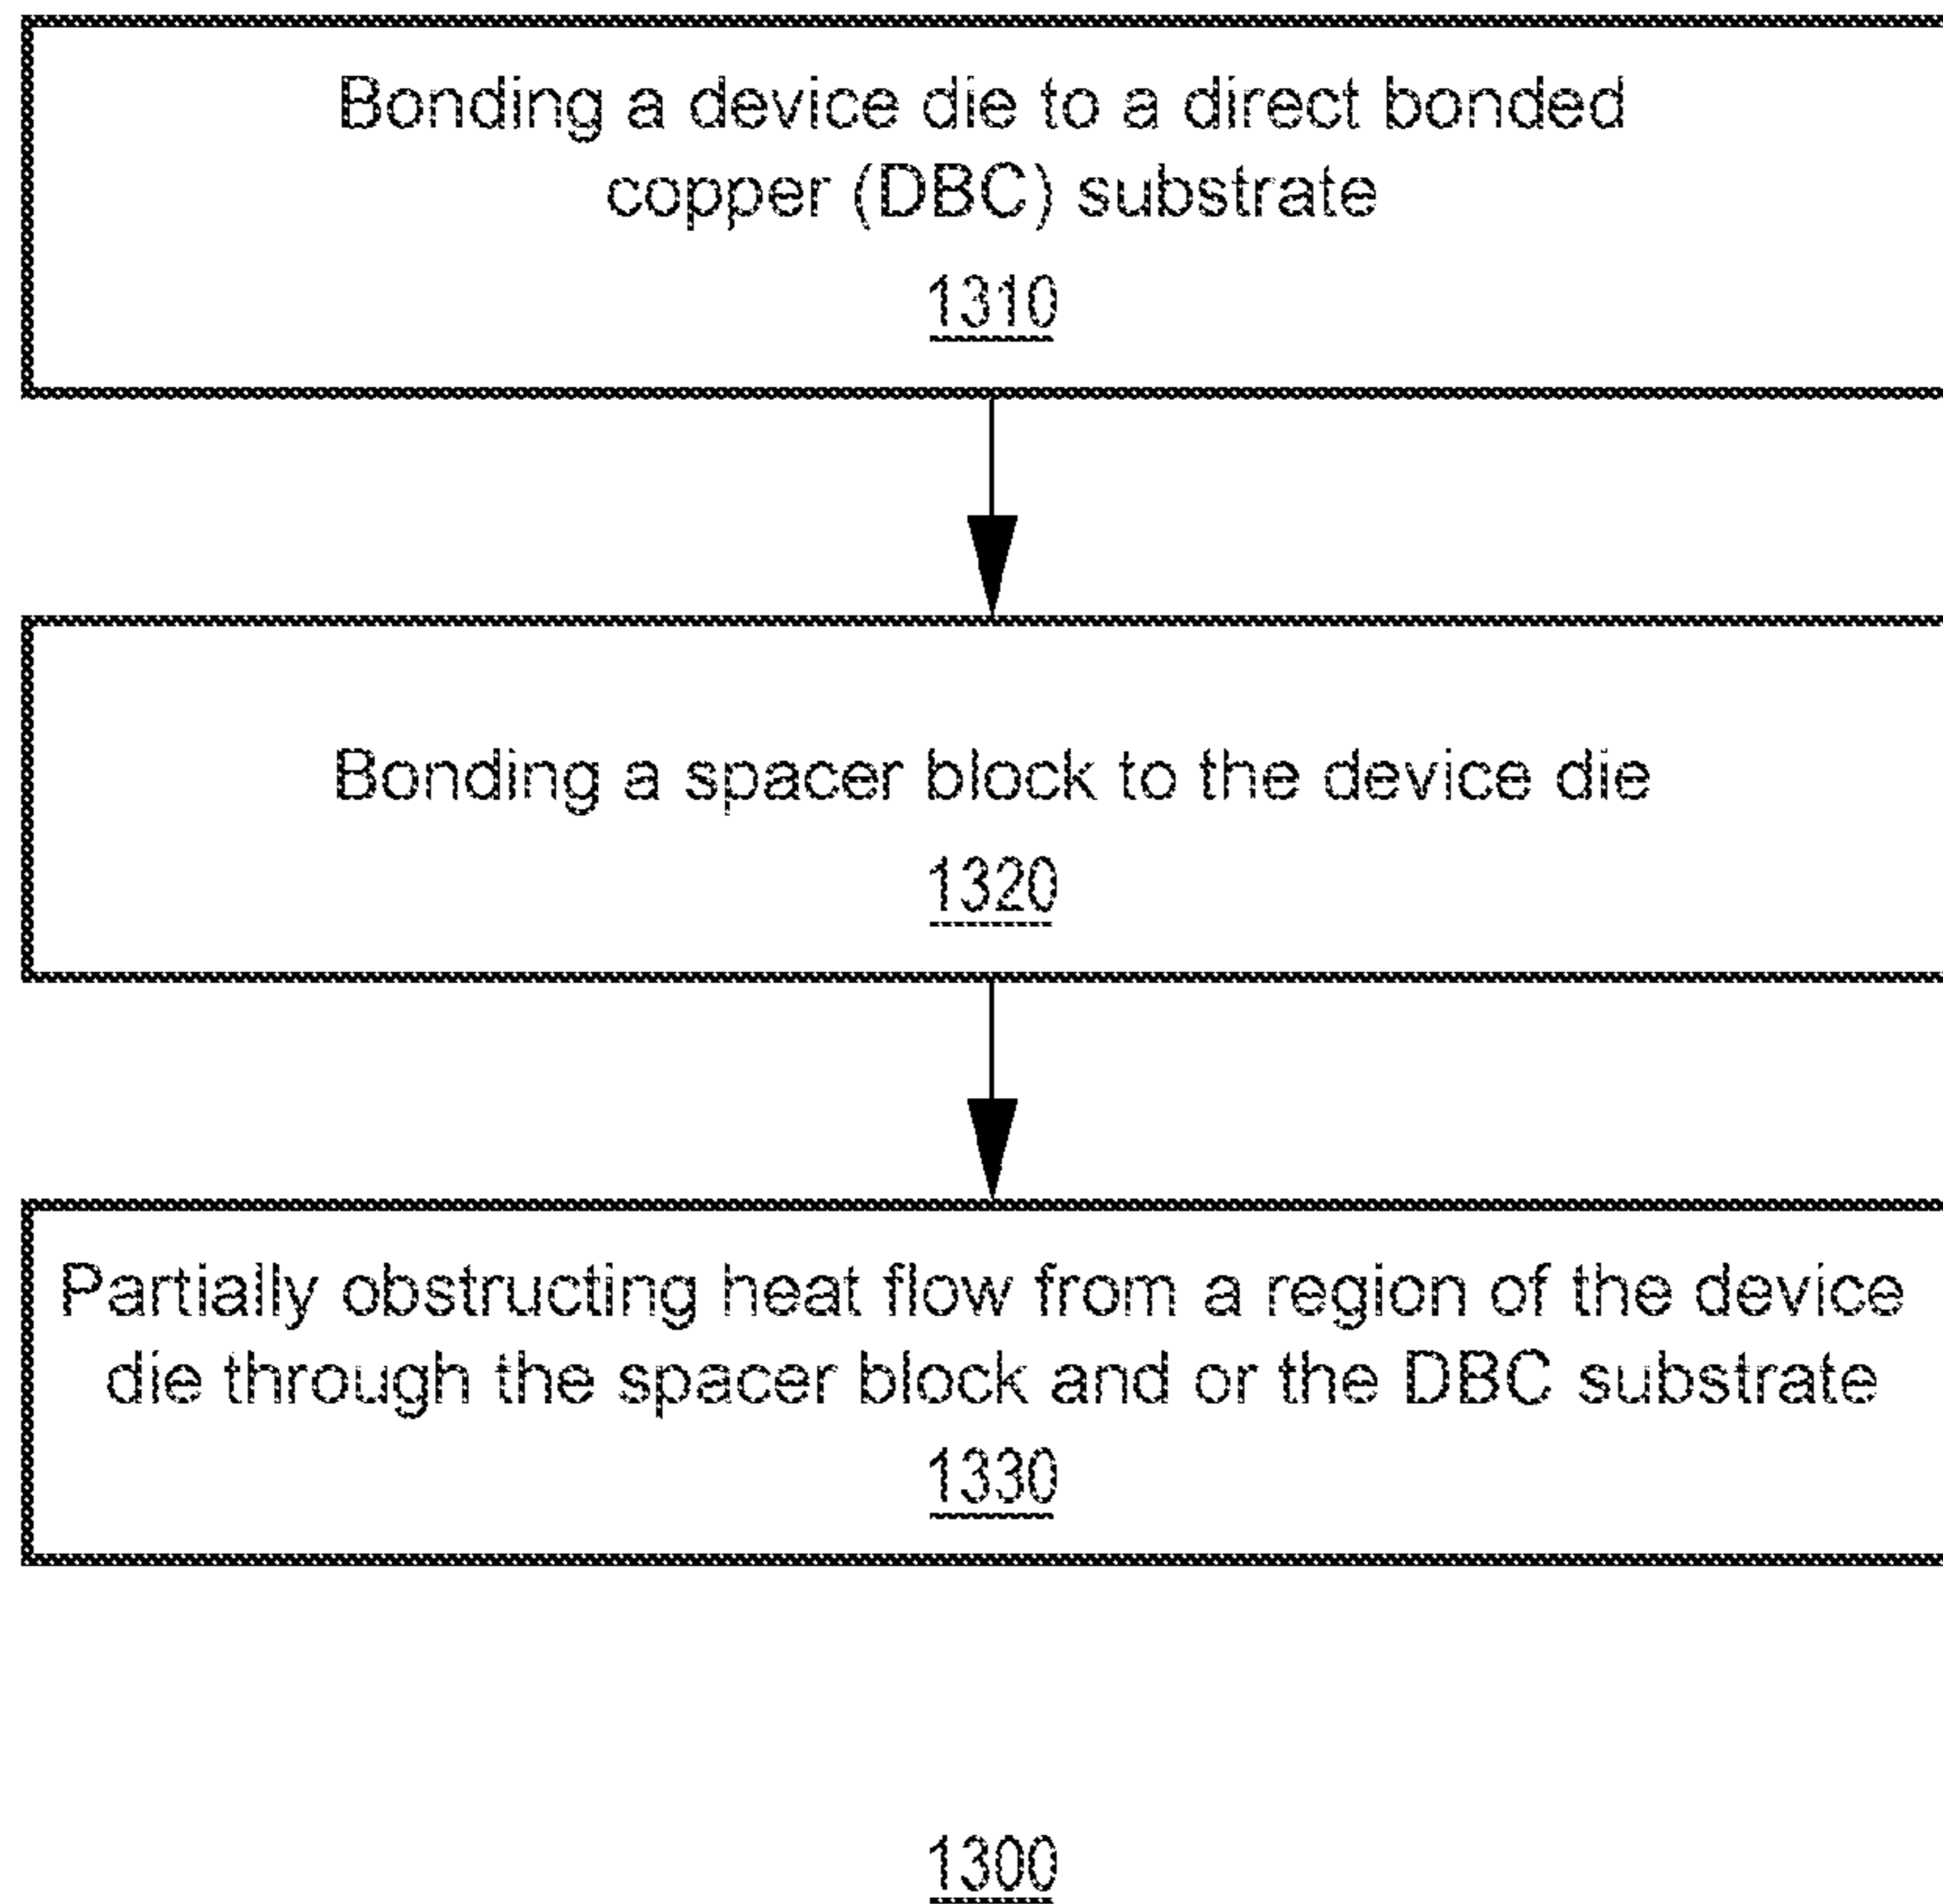 Bonding a device die to a direct bonded
copper (DBC) substrate
1310
Bonding a spacer block to the device die
1320
Partially obstructing heat flow from a region of the device
die through the spacer block and or the DBC substrate
1330
1300